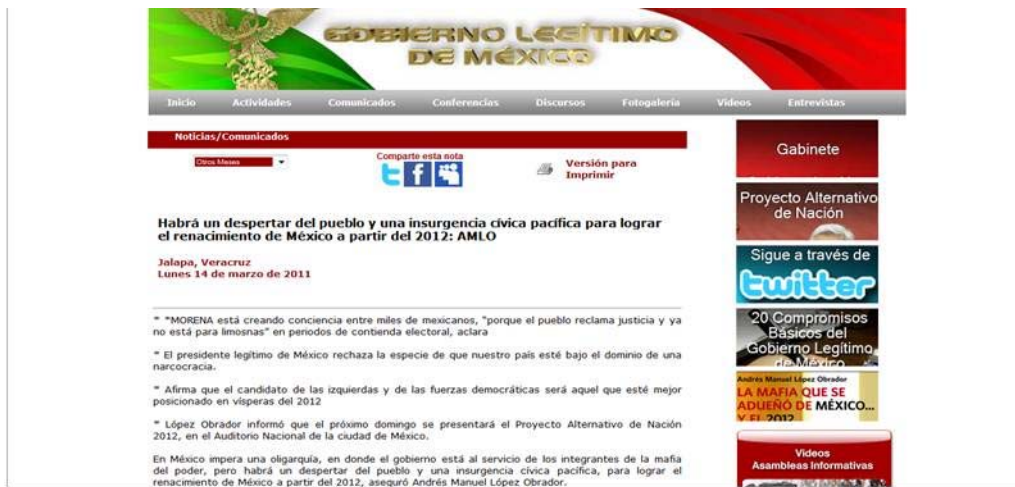 GOBIERNO LEGÍTIMO
DE MÉXICO
Inicio Actividades Comunicados Conferencias Discursos Fotogalería Videos Entrevistas
Noticias/Comunicados
Otros Meses
Comparte esta nota
Versión para
Imprimir
Habrá un despertar del pueblo y una insurgencia cívica pacífica para lograr
el renacimiento de México a partir del 2012: AMLO
Jalapa, Veracruz
Lunes 14 de marzo de 2011
* "MORENA está creando conciencia entre miles de mexicanos, "porque el pueblo reclama justicia y ya
no está para limosnas" en periodos de contienda electoral, aclara
* El presidente legítimo de México rechaza la especie de que nuestro país esté bajo el dominio de una
narcocracia.
* Afirma que el candidato de las izquierdas y de las fuerzas democráticas será aquel que esté mejor
posicionado en vísperas del 2012
* López Obrador informó que el próximo domingo se presentará el Proyecto Alternativo de Nación
2012, en el Auditorio Nacional de la ciudad de México.
En México impera una oligarquía, en donde el gobierno está al servicio de los integrantes de la mafia
del poder, pero habrá un despertar del pueblo y una insurgencia cívica pacífica, para lograr el
renacimiento de México a partir del 2012, aseguró Andrés Manuel López Obrador.
Gabinete
Proyecto Alternativo
de Nación
Sigue a través de
twitter
20 Compromisos
Básicos del
Gobierno Legítimo
de México
Andrés Manuel López Obrador
LA MAFIA QUE SE
ADUEÑÓ DE MÉXICO...
Y EL 2012
Videos
Asambleas Informativas